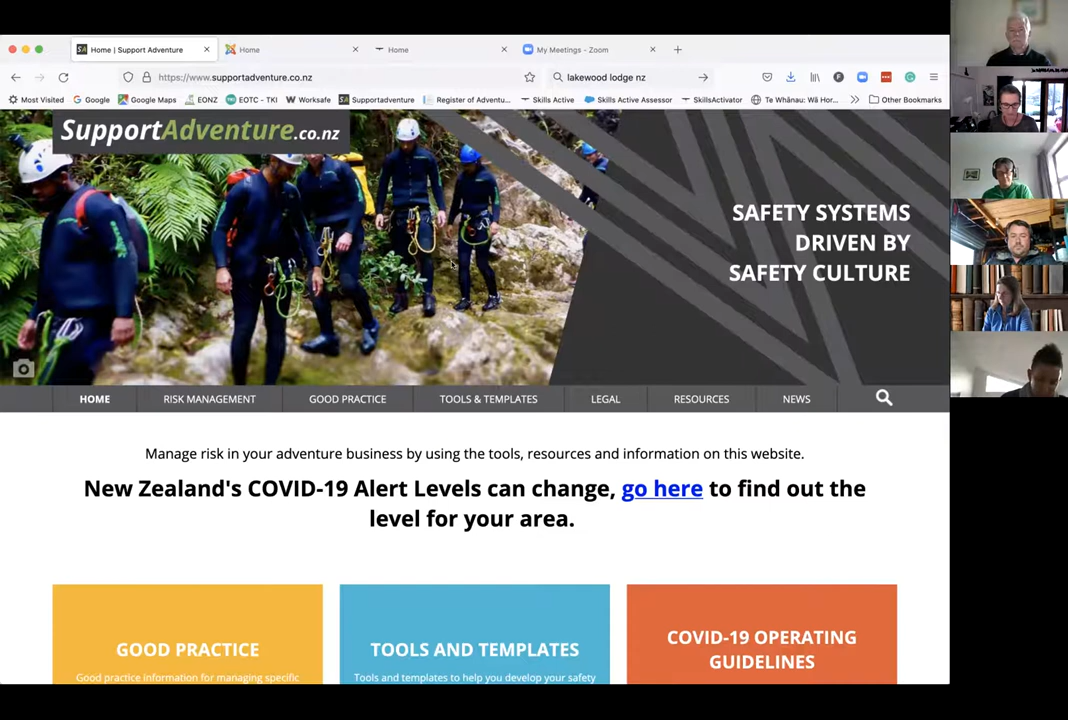 Home | Support Adventure
Home
Home
My Meetings - Zoom
https://www.supportadventure.co.nz
lakewood lodge nz
Most Visited
Google
Google Maps
EONZ
EOTC - TKI
Worksafe
Supportadventure
Register of Adventu...
Skills Active
Skills Active Assessor
SkillsActivator
Te Whānau: Wā Hor...
Other Bookmarks
SupportAdventure.co.nz
SAFETY SYSTEMS
DRIVEN BY
SAFETY CULTURE
HOME
RISK MANAGEMENT
GOOD PRACTICE
TOOLS & TEMPLATES
LEGAL
RESOURCES
NEWS
Manage risk in your adventure business by using the tools, resources and information on this website.
New Zealand's COVID-19 Alert Levels can change, go here to find out the
level for your area.
GOOD PRACTICE
Good practice information for managing specific
TOOLS AND TEMPLATES
Tools and templates to help you develop your safety
COVID-19 OPERATING
GUIDELINES